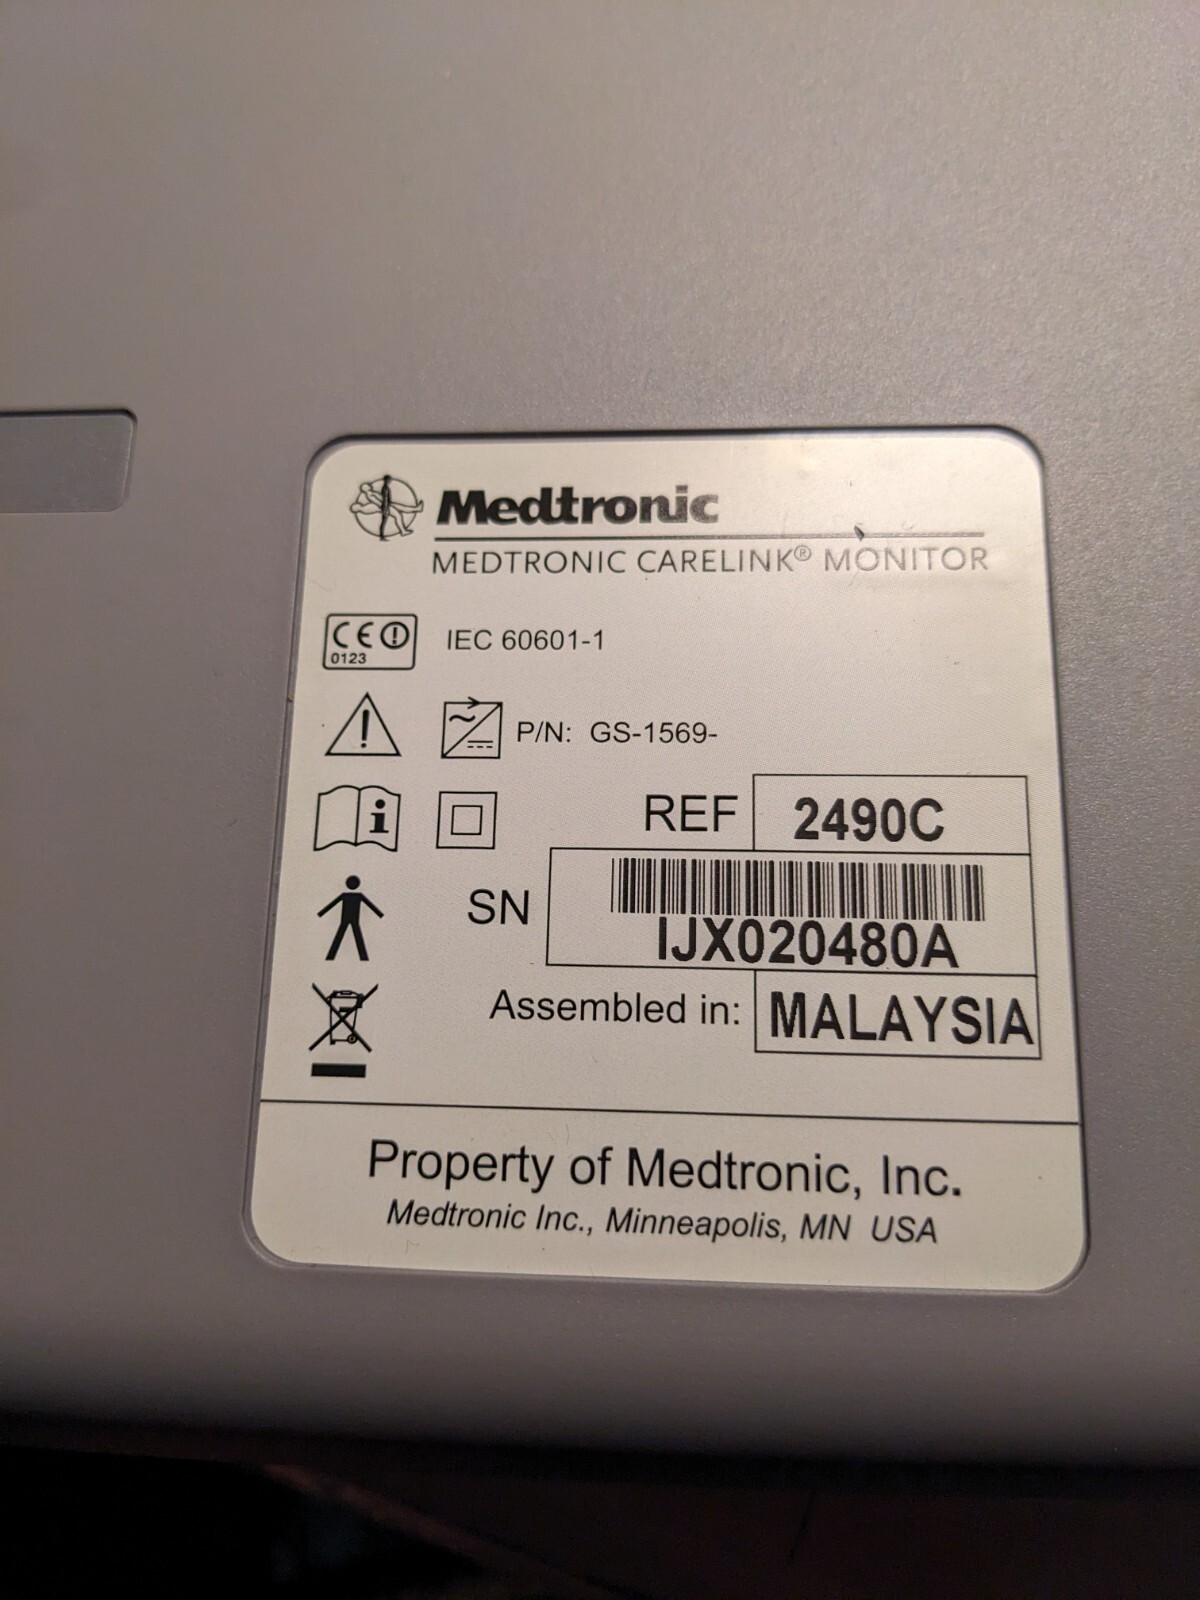 Medtronic
MEDTRONIC CARELINK® MONITOR
CE
0123
IEC 60601-1
P/N: GS-1569-
REF 2490C
SN IJX020480A
Assembled in: MALAYSIA
Property of Medtronic, Inc.
Medtronic Inc., Minneapolis, MN USA